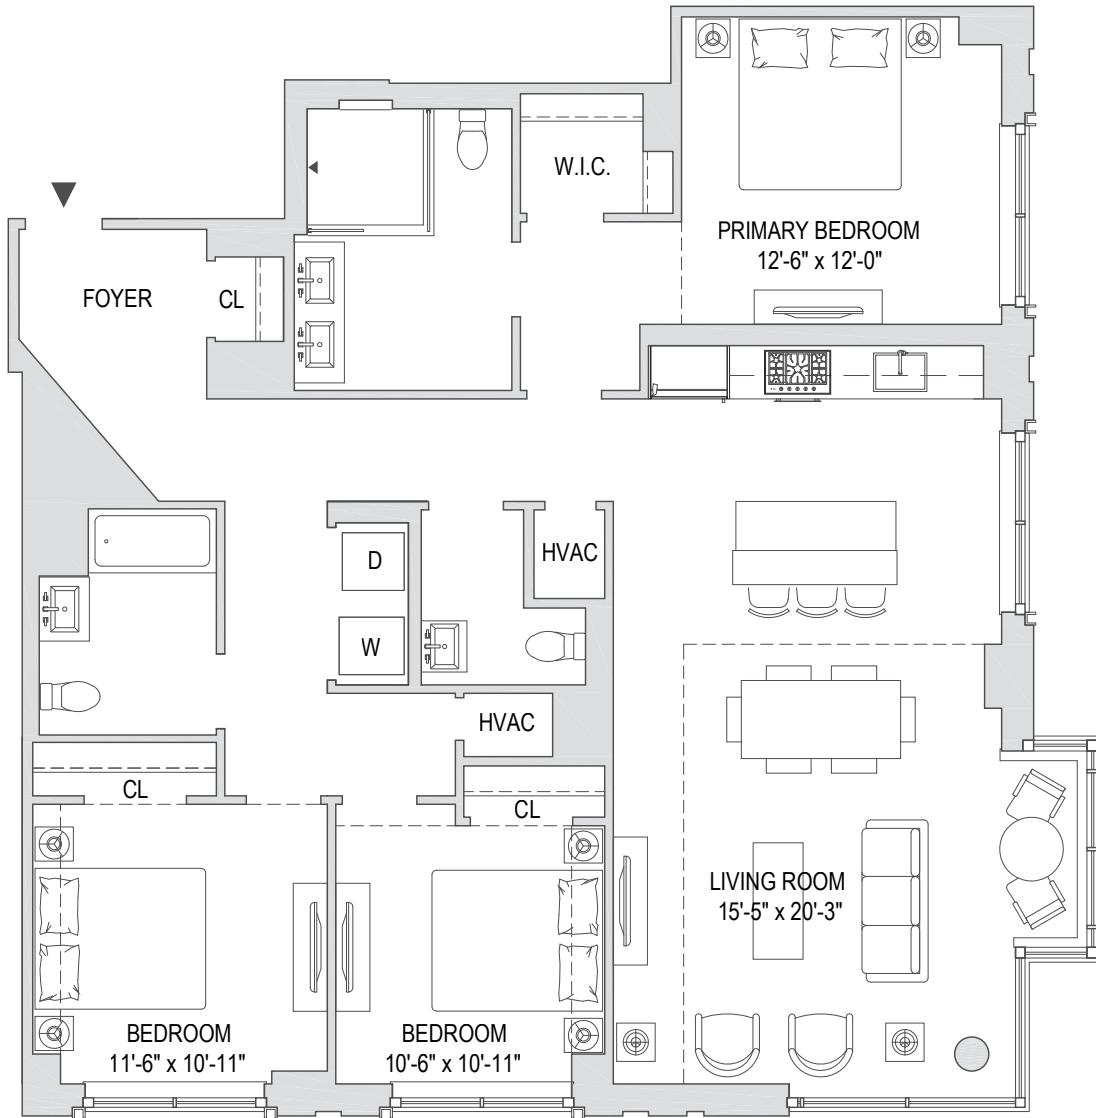 W.I.C.
PRIMARY BEDROOM
12'-6" x 12'-0"
FOYER
CL
D
HVAC
W
HVAC
CL
CL
LIVING ROOM
15'-5" x 20'-3"
BEDROOM
11'-6" x 10'-11"
BEDROOM
10'-6" x 10'-11"